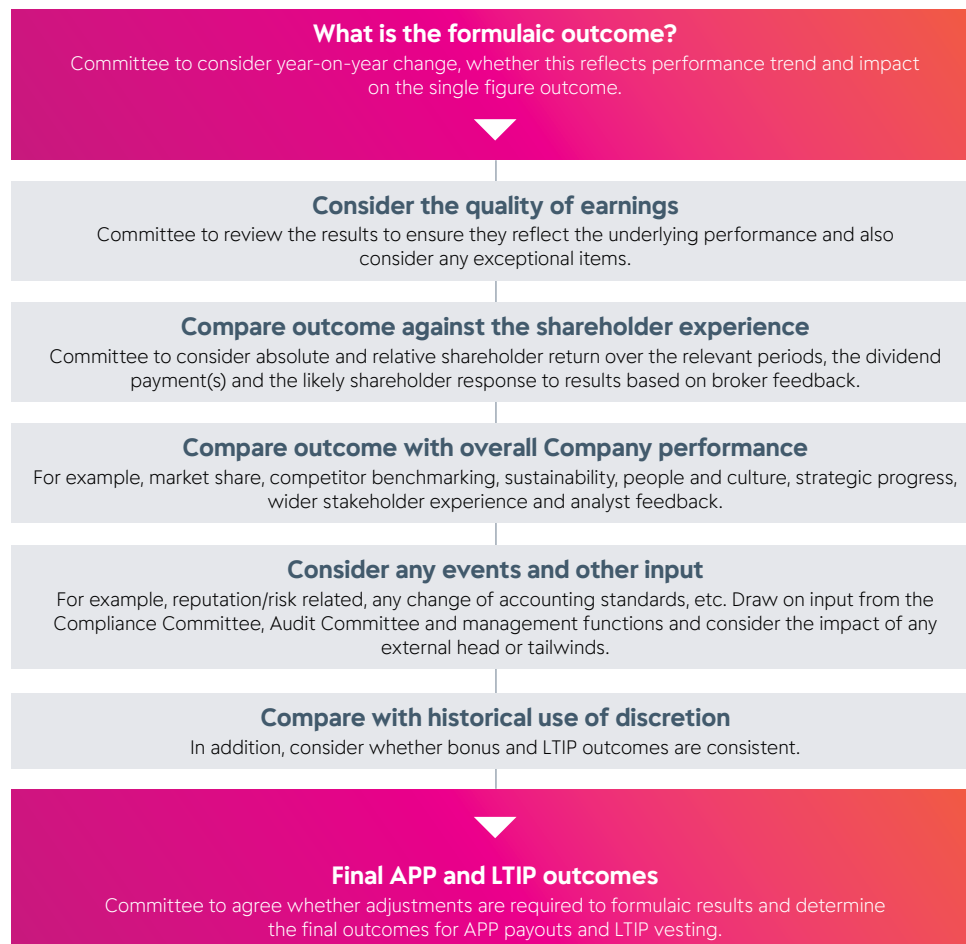 What is the formulaic outcome?
Committee to consider year-on-year change, whether this reflects performance trend and impact
on the single figure outcome.
Consider the quality of earnings
Committee to review the results to ensure they reflect the underlying performance and also
consider any exceptional items.
Compare outcome against the shareholder experience
Committee to consider absolute and relative shareholder return over the relevant periods, the dividend
payment(s) and the likely shareholder response to results based on broker feedback.
Compare outcome with overall Company performance
For example, market share, competitor benchmarking, sustainability, people and culture, strategic progress,
wider stakeholder experience and analyst feedback.
Consider any events and other input
For example, reputation/risk related, any change of accounting standards, etc. Draw on input from the
Compliance Committee, Audit Committee and management functions and consider the impact of any
external head or tailwinds.
Compare with historical use of discretion
In addition, consider whether bonus and LTIP outcomes are consistent.
Final APP and LTIP outcomes
Committee to agree whether adjustments are required to formulaic results and determine
the final outcomes for APP payouts and LTIP vesting.